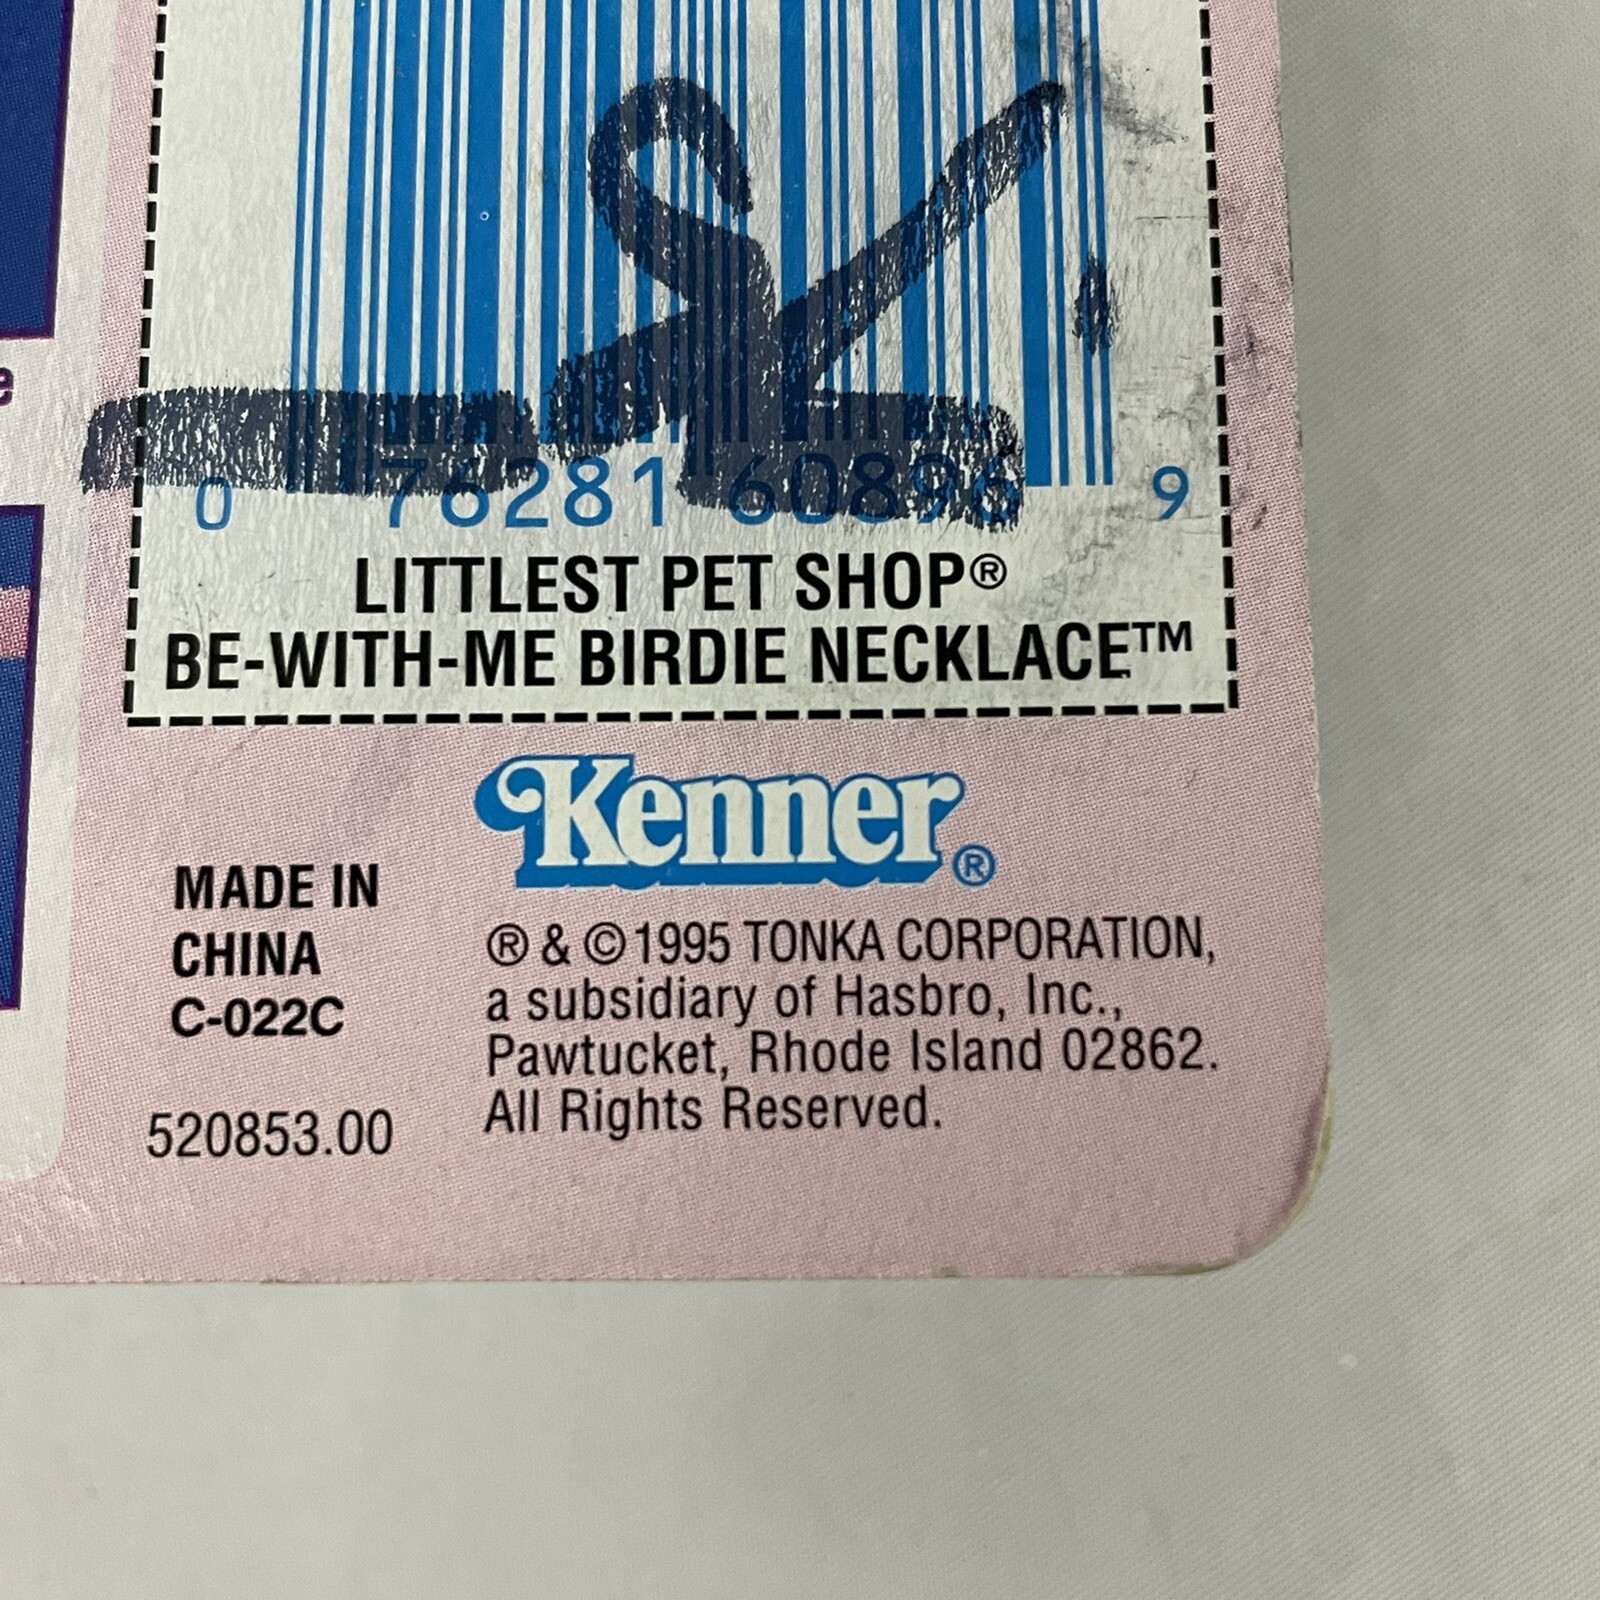 e
0 76281 60896 9
LITTLEST PET SHOP®
BE-WITH-ME BIRDIE NECKLACE™
Kenner®
MADE IN
CHINA
C-022C
520853.00
® & © 1995 TONKA CORPORATION,
a subsidiary of Hasbro, Inc.,
Pawtucket, Rhode Island 02862.
All Rights Reserved.